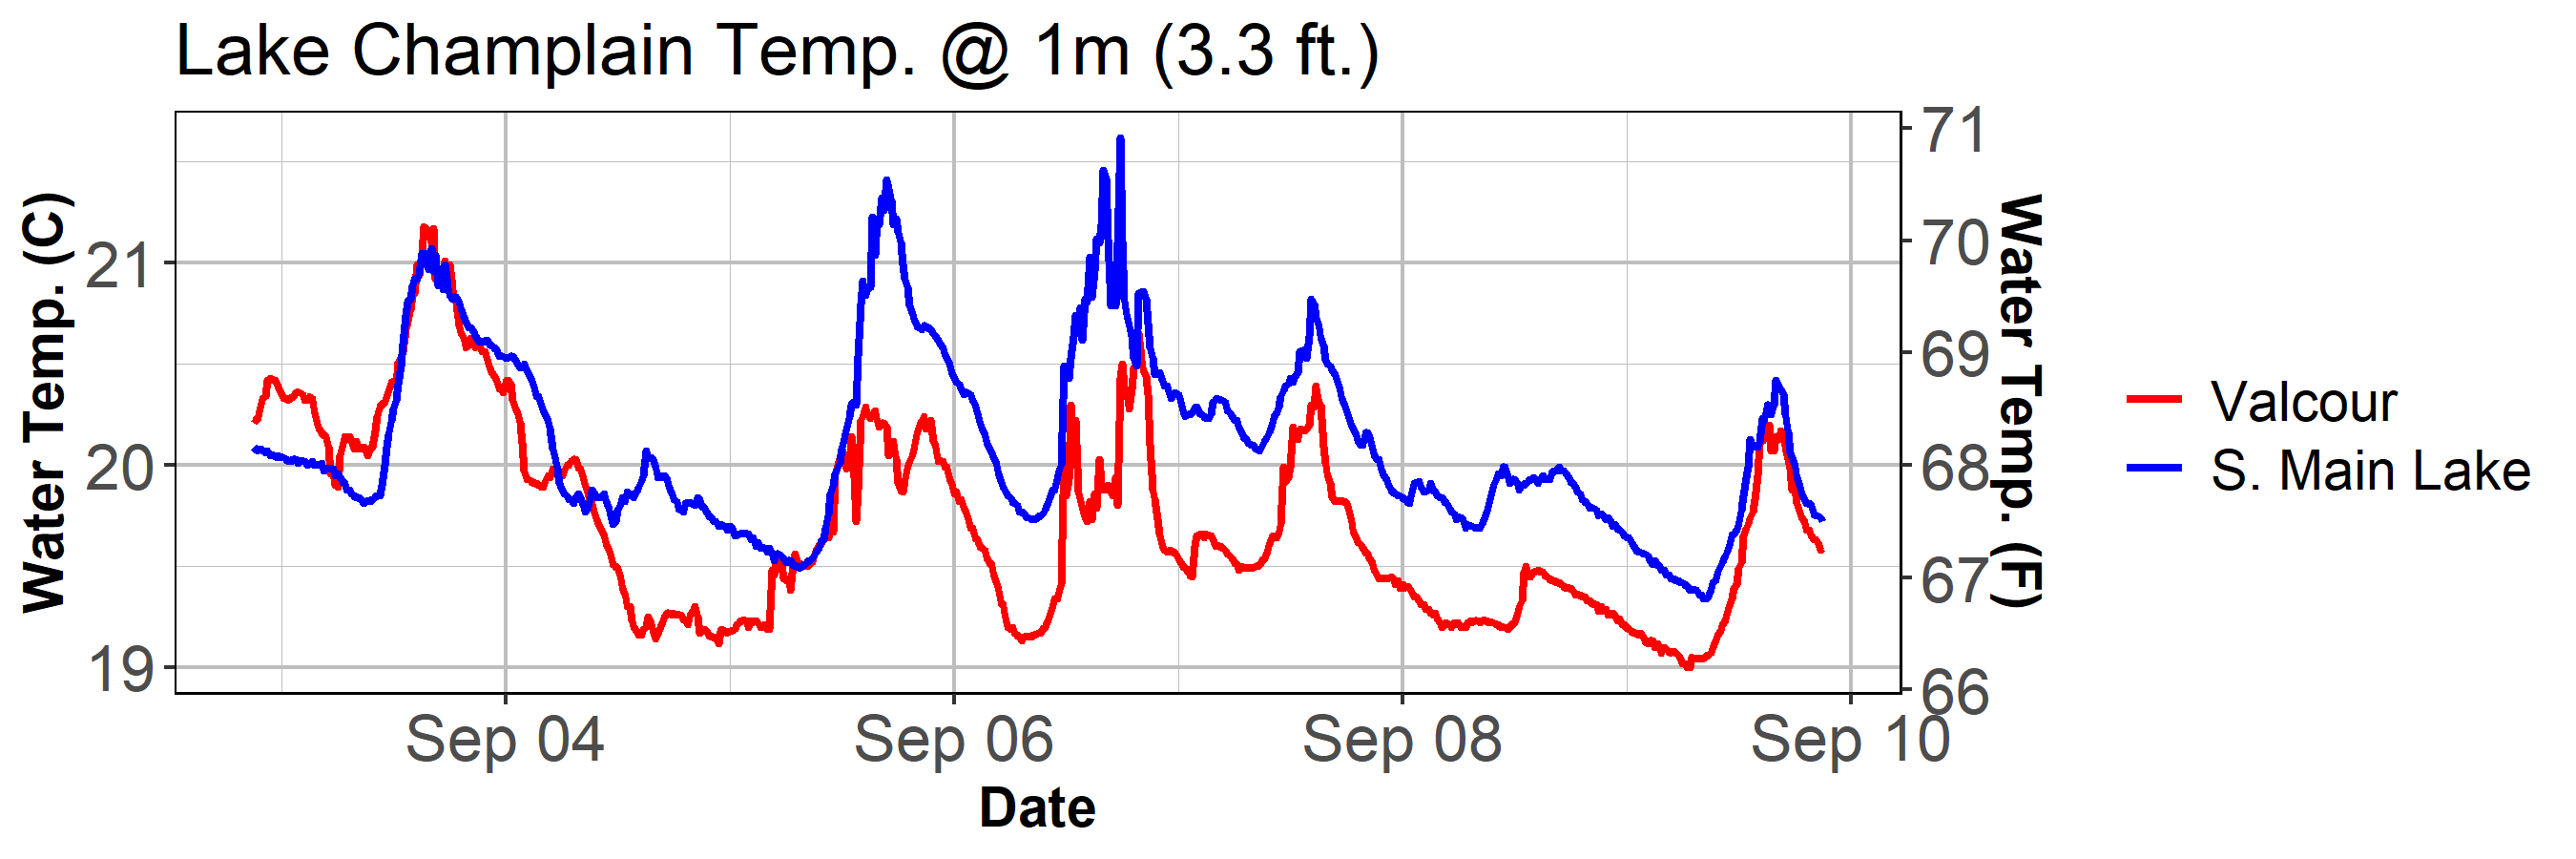 Lake Champlain Temp. @ 1m (3.3 ft.)
Water Temp. (C)
21
20
19
71
70
69
68
67
66
Water Temp. (F)
Sep 04
Sep 06
Sep 08
Sep 10
Date
Valcour
S. Main Lake